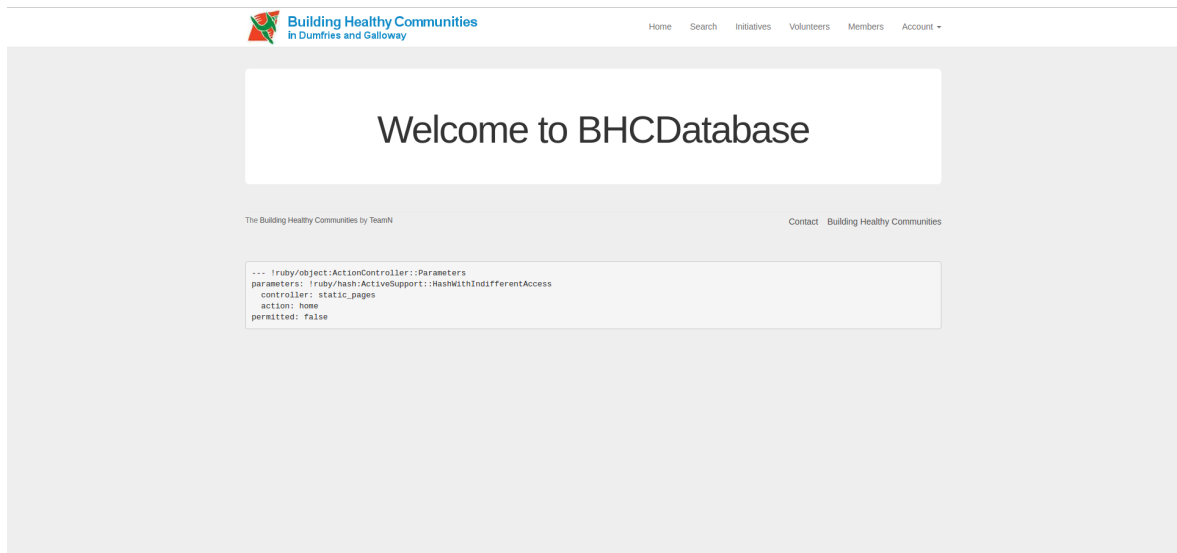 Building Healthy Communities
in Dumfries and Galloway
Home Search Initiatives Volunteers Members Account
Welcome to BHCDatabase
The Building Healthy Communities by TeamN
Contact Building Healthy Communities
--- !ruby/object:ActionController::Parameters
parameters: !ruby/hash:ActiveSupport::HashWithIndifferentAccess
  controller: static_pages
  action: home
permitted: false